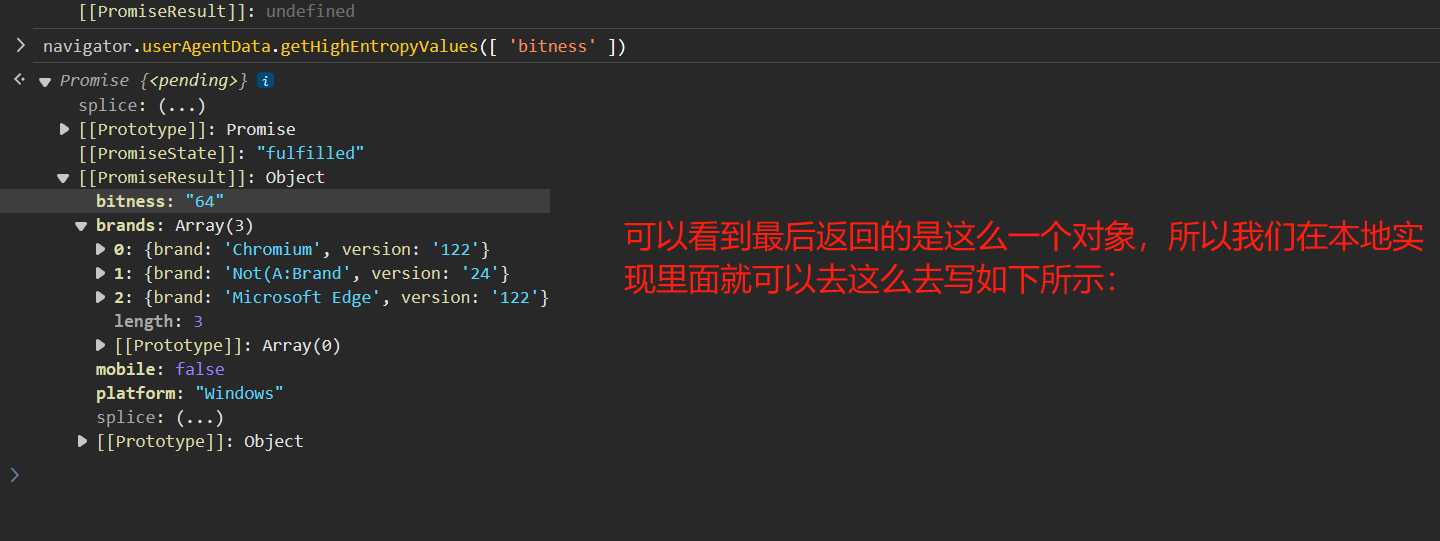 [[PromiseResult]]: undefined
navigator.userAgentData.getHighEntropyValues([ 'bitness' ])
Promise {<pending>} i
splice: (...)
[[Prototype]]: Promise
[[PromiseState]]: "fulfilled"
[[PromiseResult]]: Object
bitness: "64"
brands: Array(3)
0: {brand: 'Chromium', version: '122'}
1: {brand: 'Not(A:Brand', version: '24'}
2: {brand: 'Microsoft Edge', version: '122'}
length: 3
[[Prototype]]: Array(0)
mobile: false
platform: "Windows"
splice: (...)
[[Prototype]]: Object
可以看到最后返回的是这么一个对象，所以我们在本地实
现里面就可以去这么去写如下所示：